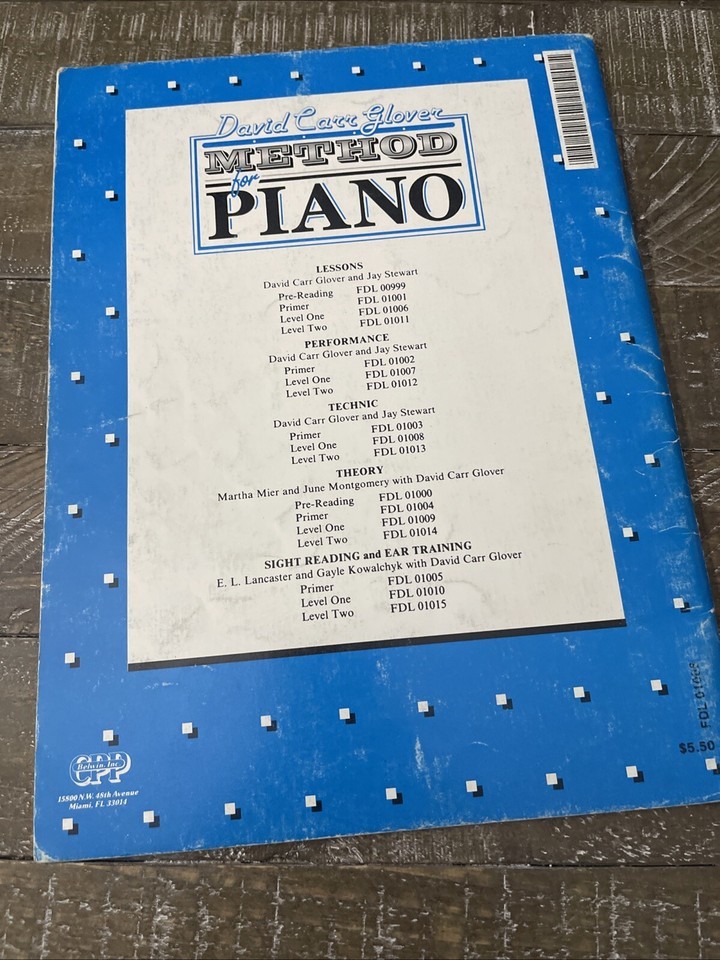 David Carr Glover
METHOD
for
PIANO
LESSONS
David Carr Glover and Jay Stewart
Pre-Reading FDL 00999
Primer FDL 01001
Level One FDL 01006
Level Two FDL 01011
PERFORMANCE
David Carr Glover and Jay Stewart
Primer FDL 01002
Level One FDL 01007
Level Two FDL 01012
TECHNIC
David Carr Glover and Jay Stewart
Primer FDL 01003
Level One FDL 01008
Level Two FDL 01013
THEORY
Martha Mier and June Montgomery with David Carr Glover
Pre-Reading FDL 01000
Primer FDL 01004
Level One FDL 01009
Level Two FDL 01014
SIGHT READING and EAR TRAINING
E. L. Lancaster and Gayle Kowalchyk with David Carr Glover
Primer FDL 01005
Level One FDL 01010
Level Two FDL 01015
FDL
$5.50
CPP
Belwin, Inc.
15800 N.W. 48th Avenue
Miami, FL 33014